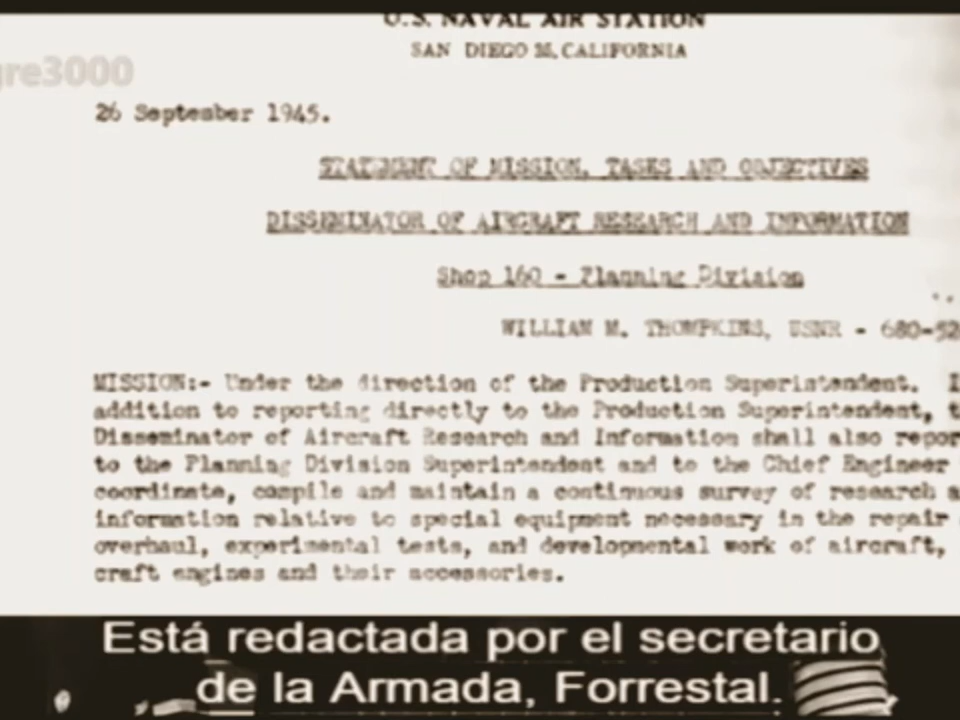 U.S. NAVAL AIR STATION
SAN DIEGO 35, CALIFORNIA
gre3000
26 September 1945.
STATEMENT OF MISSION, TASKS AND OBJECTIVES
DISSEMINATOR OF AIRCRAFT RESEARCH AND INFORMATION
Shop 160 - Planning Division
WILLIAM M. THOMPKINS, USNR - 680-52
MISSION:- Under the direction of the Production Superintendent. I
addition to reporting directly to the Production Superintendent, t
Disseminator of Aircraft Research and Information shall also repor
to the Planning Division Superintendent and to the Chief Engineer
coordinate, compile and maintain a continuous survey of research a
information relative to special equipment necessary in the repair
overhaul, experimental tests, and developmental work of aircraft,
craft engines and their accessories.
Está redactada por el secretario
de la Armada, Forrestal.